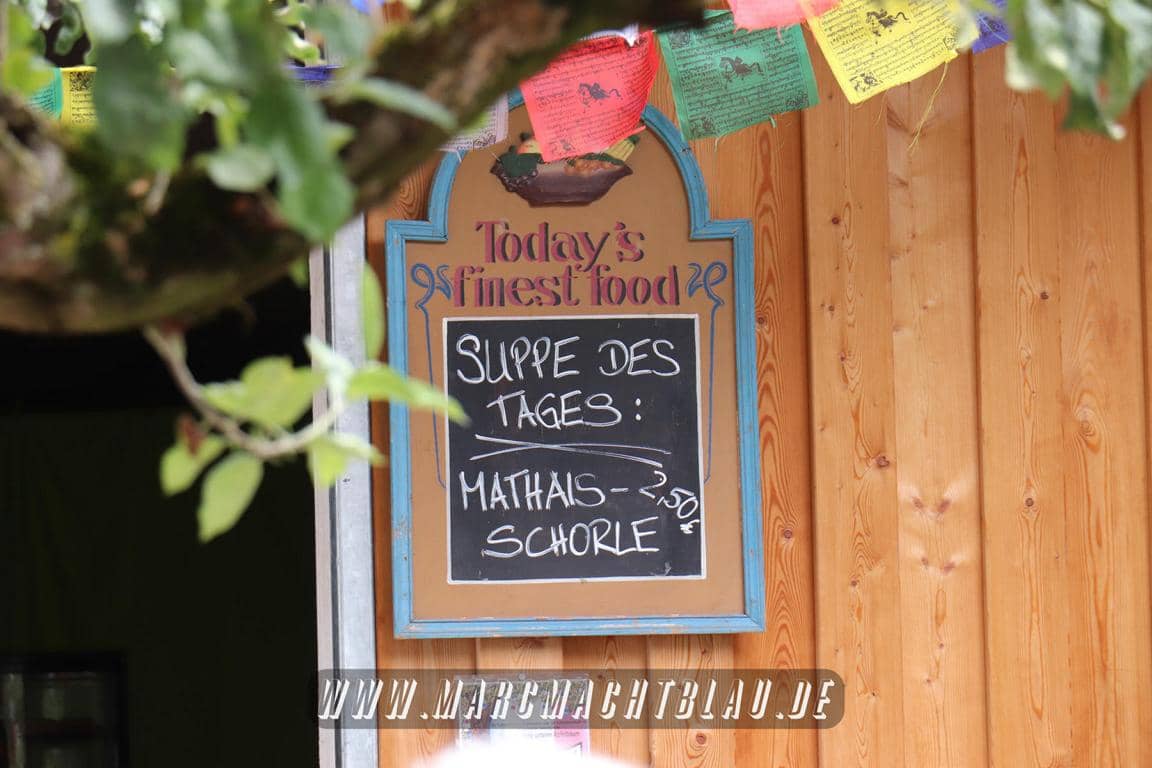 Today's
finest food
SUPPE DES
TAGES:
MATHAIS- 2,50 €
SCHORLE
WWW.MARCMACHTBLAU.DE